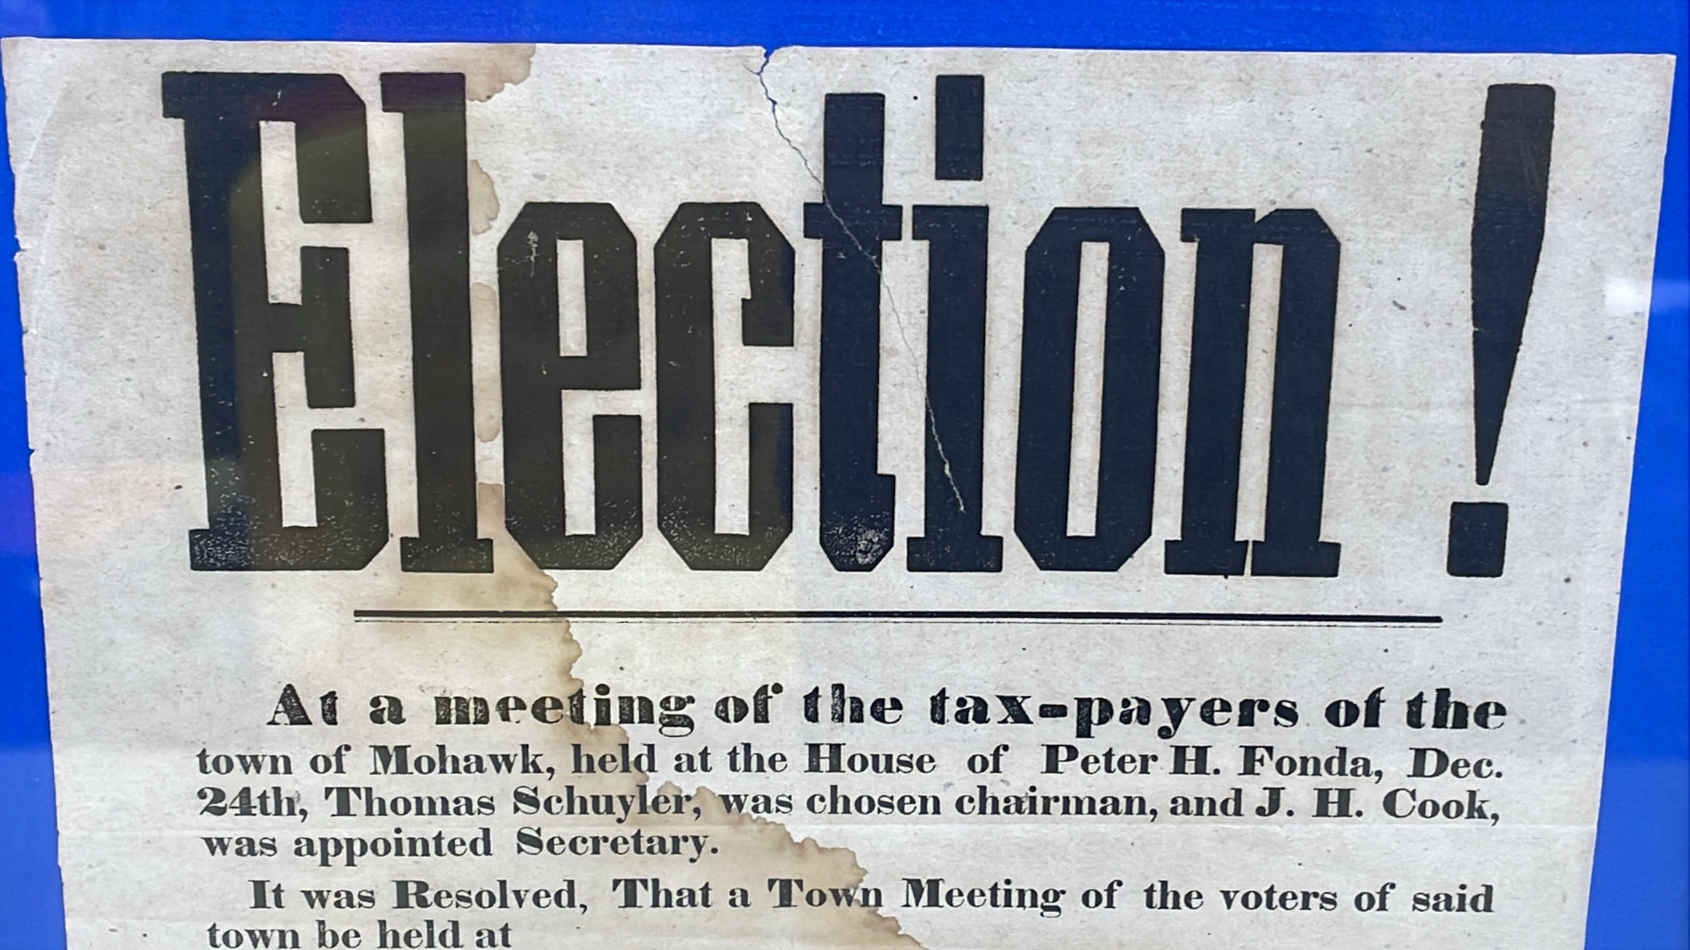 Election!
At a meeting of the tax-payers of the
town of Mohawk, held at the House of Peter H. Fonda, Dec.
24th, Thomas Schuyler, was chosen chairman, and J. H. Cook,
was appointed Secretary.
It was Resolved, That a Town Meeting of the voters of said
town be held at